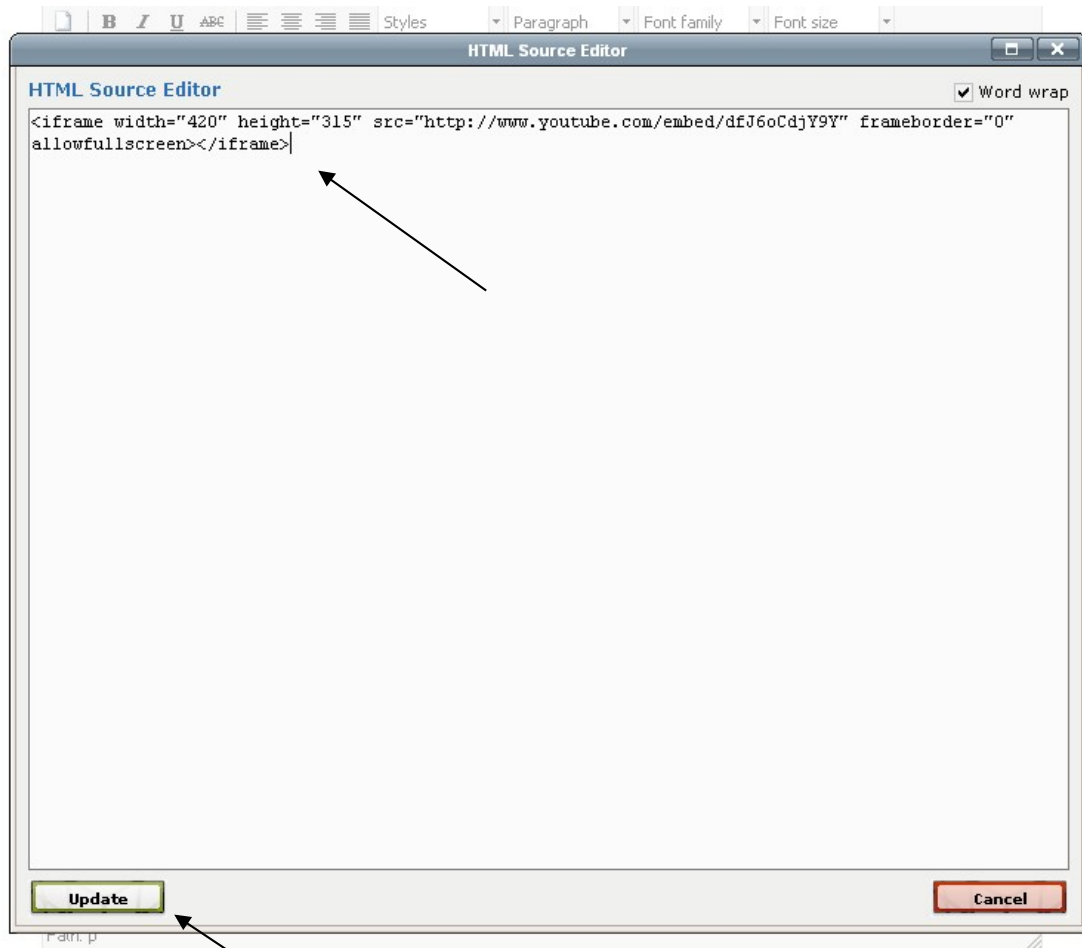 B I U ABC Styles Paragraph Font family Font size
HTML Source Editor
HTML Source Editor
Word wrap
<iframe width="420" height="315" src="http://www.youtube.com/embed/dfJ6oCdjY9Y" frameborder="0"
allowfullscreen></iframe>
Update Cancel
Path: p